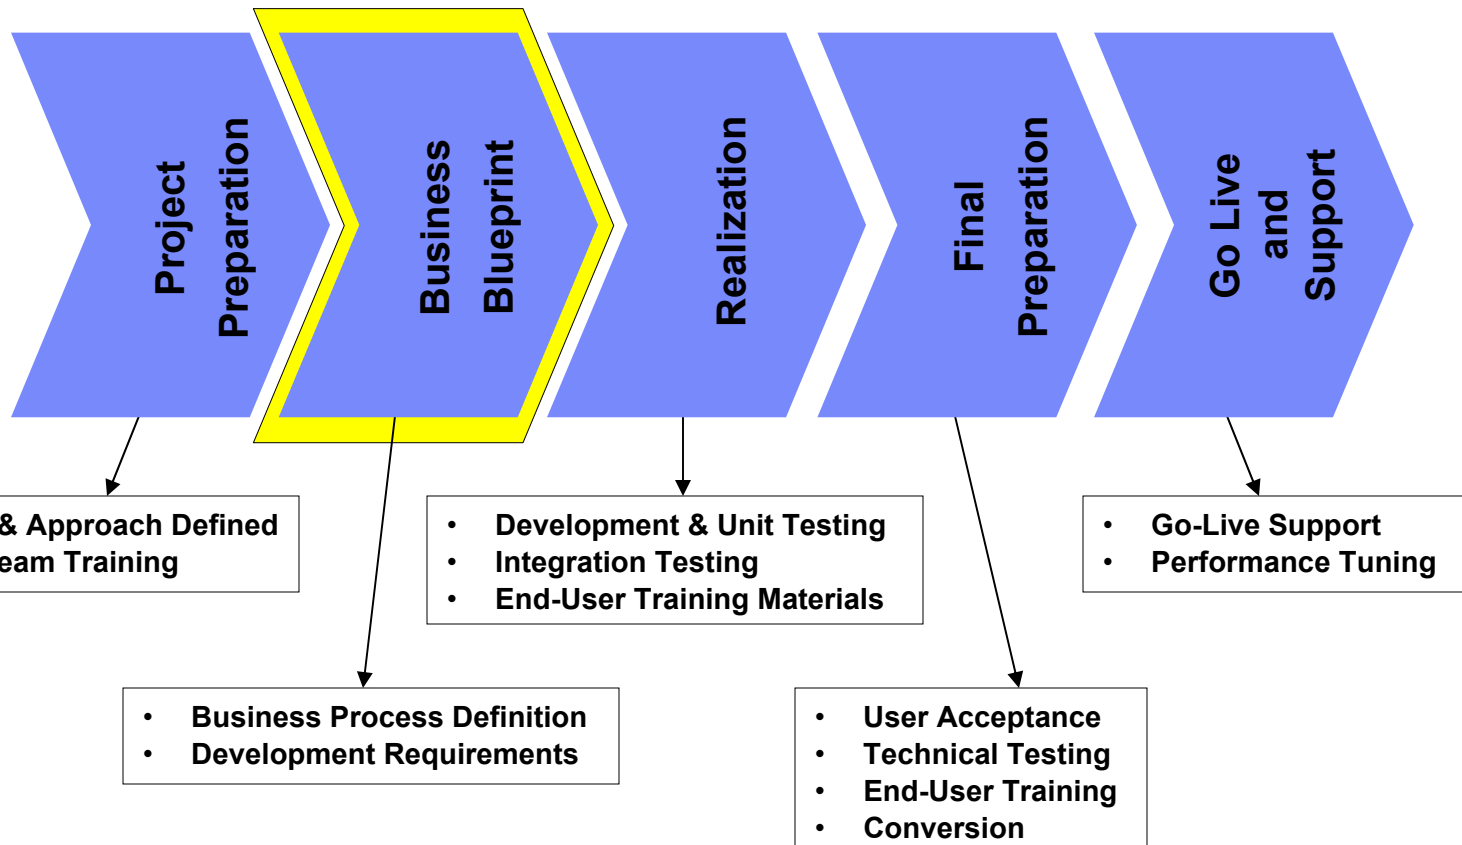 Project
Preparation
Business
Blueprint
Realization
Final
Preparation
Go Live
and
Support
& Approach Defined
eam Training
• Development & Unit Testing
• Integration Testing
• End-User Training Materials
• Go-Live Support
• Performance Tuning
• Business Process Definition
• Development Requirements
• User Acceptance
• Technical Testing
• End-User Training
• Conversion